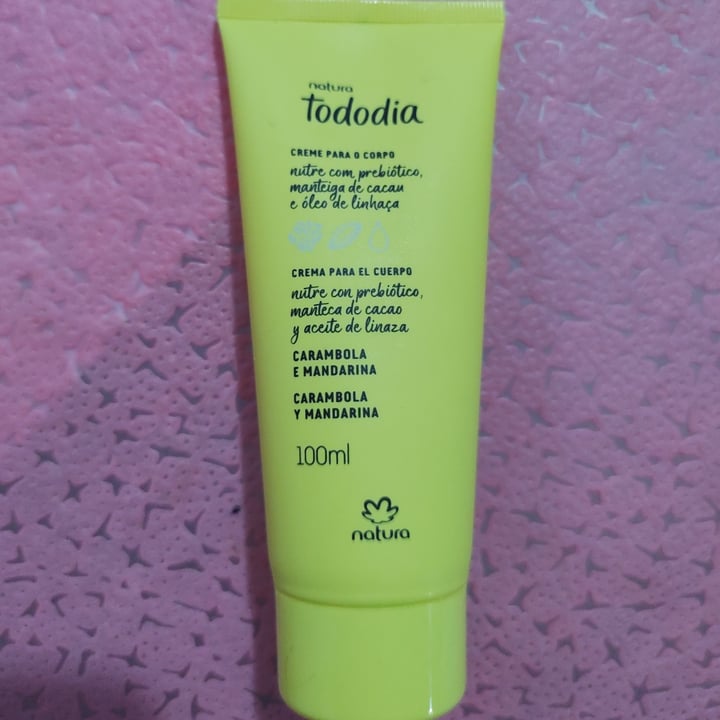 natura
tododia
CREME PARA O CORPO
nutre com prebiótico,
manteiga de cacau
e óleo de linhaça
CREMA PARA EL CUERPO
nutre con prebiótico,
manteca de cacao
y aceite de linaza
CARAMBOLA
E MANDARINA
CARAMBOLA
Y MANDARINA
100ml
natura